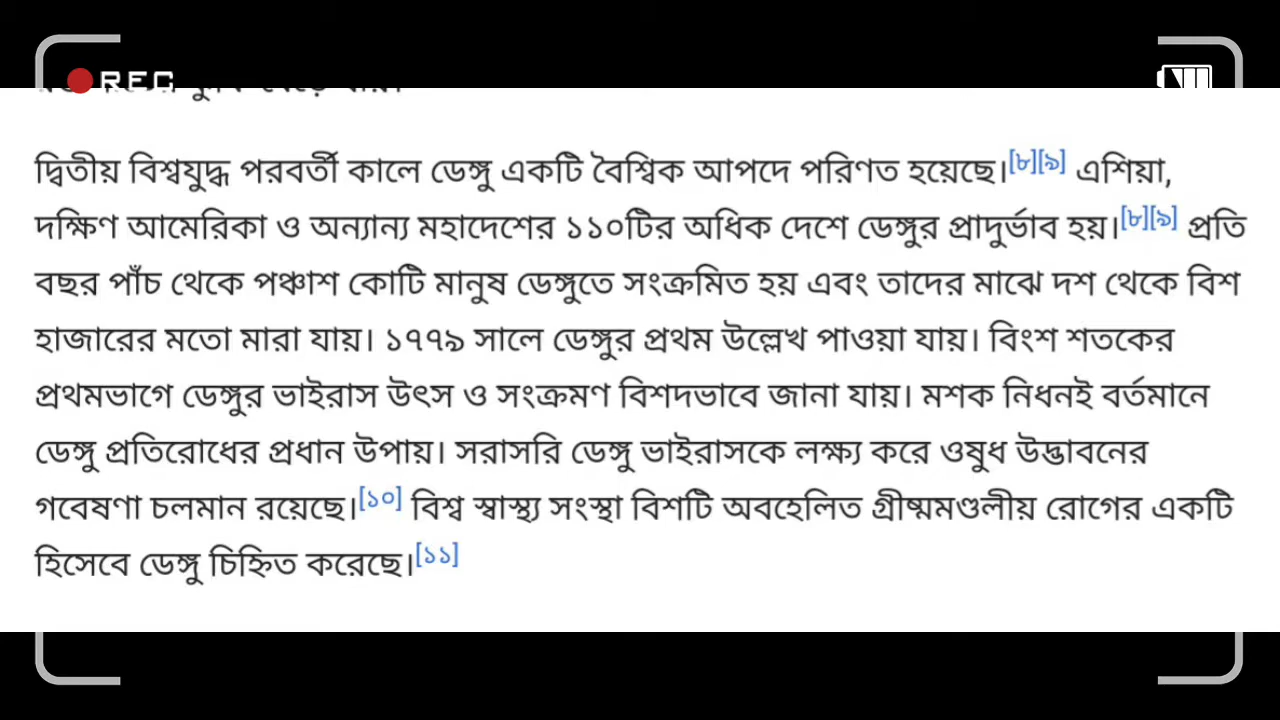 REC
দ্বিতীয় বিশ্বযুদ্ধ পরবর্তী কালে ডেঙ্গু একটি বৈশ্বিক আপদে পরিণত হয়েছে।[৮][৯] এশিয়া,
দক্ষিণ আমেরিকা ও অন্যান্য মহাদেশের ১১০টির অধিক দেশে ডেঙ্গুর প্রাদুর্ভাব হয়।[৮][৯] প্রতি
বছর পাঁচ থেকে পঞ্চাশ কোটি মানুষ ডেঙ্গুতে সংক্রমিত হয় এবং তাদের মাঝে দশ থেকে বিশ
হাজারের মতো মারা যায়। ১৭৭৯ সালে ডেঙ্গুর প্রথম উল্লেখ পাওয়া যায়। বিংশ শতকের
প্রথমভাগে ডেঙ্গুর ভাইরাস উৎস ও সংক্রমণ বিশদভাবে জানা যায়। মশক নিধনই বর্তমানে
ডেঙ্গু প্রতিরোধের প্রধান উপায়। সরাসরি ডেঙ্গু ভাইরাসকে লক্ষ্য করে ওষুধ উদ্ভাবনের
গবেষণা চলমান রয়েছে।[১০] বিশ্ব স্বাস্থ্য সংস্থা বিশটি অবহেলিত গ্রীষ্মমণ্ডলীয় রোগের একটি
হিসেবে ডেঙ্গু চিহ্নিত করেছে।[১১]